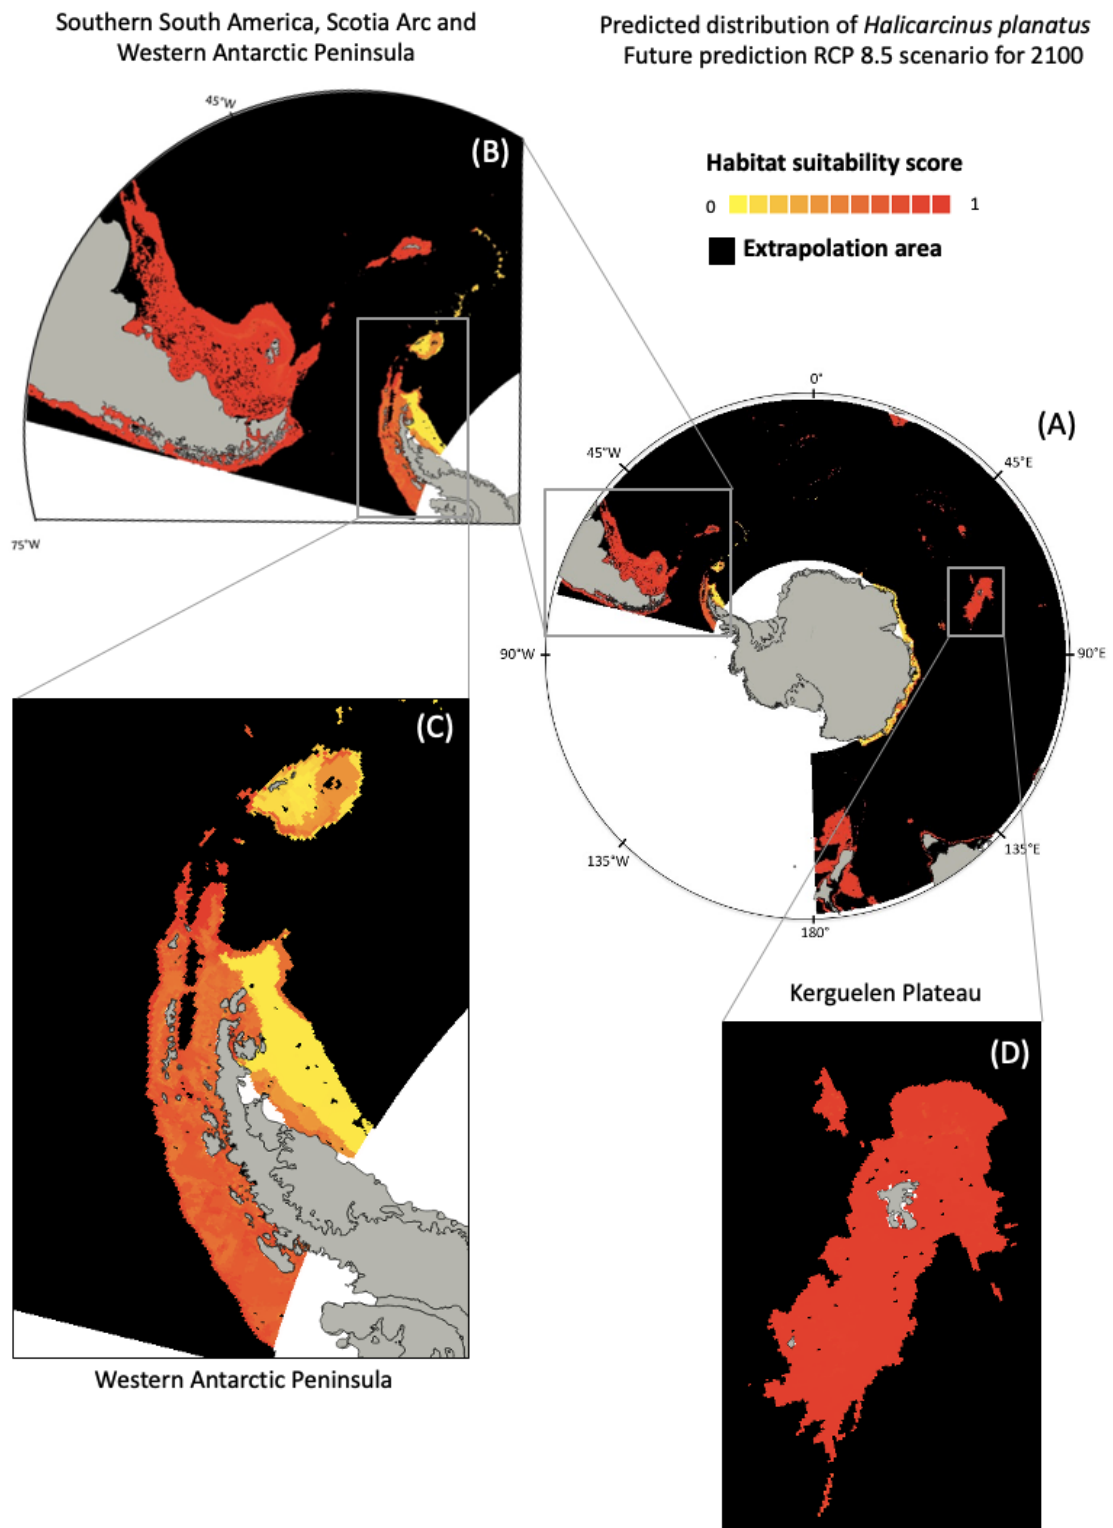 Southern South America, Scotia Arc and
Western Antarctic Peninsula
Predicted distribution of Halicarcinus planatus
Future prediction RCP 8.5 scenario for 2100
45°W
(B)
Habitat suitability score
0 1
Extrapolation area
75°W
0°
(A)
45°W
45°E
90°W
90°E
135°W
135°E
180°
(C)
Western Antarctic Peninsula
Kerguelen Plateau
(D)